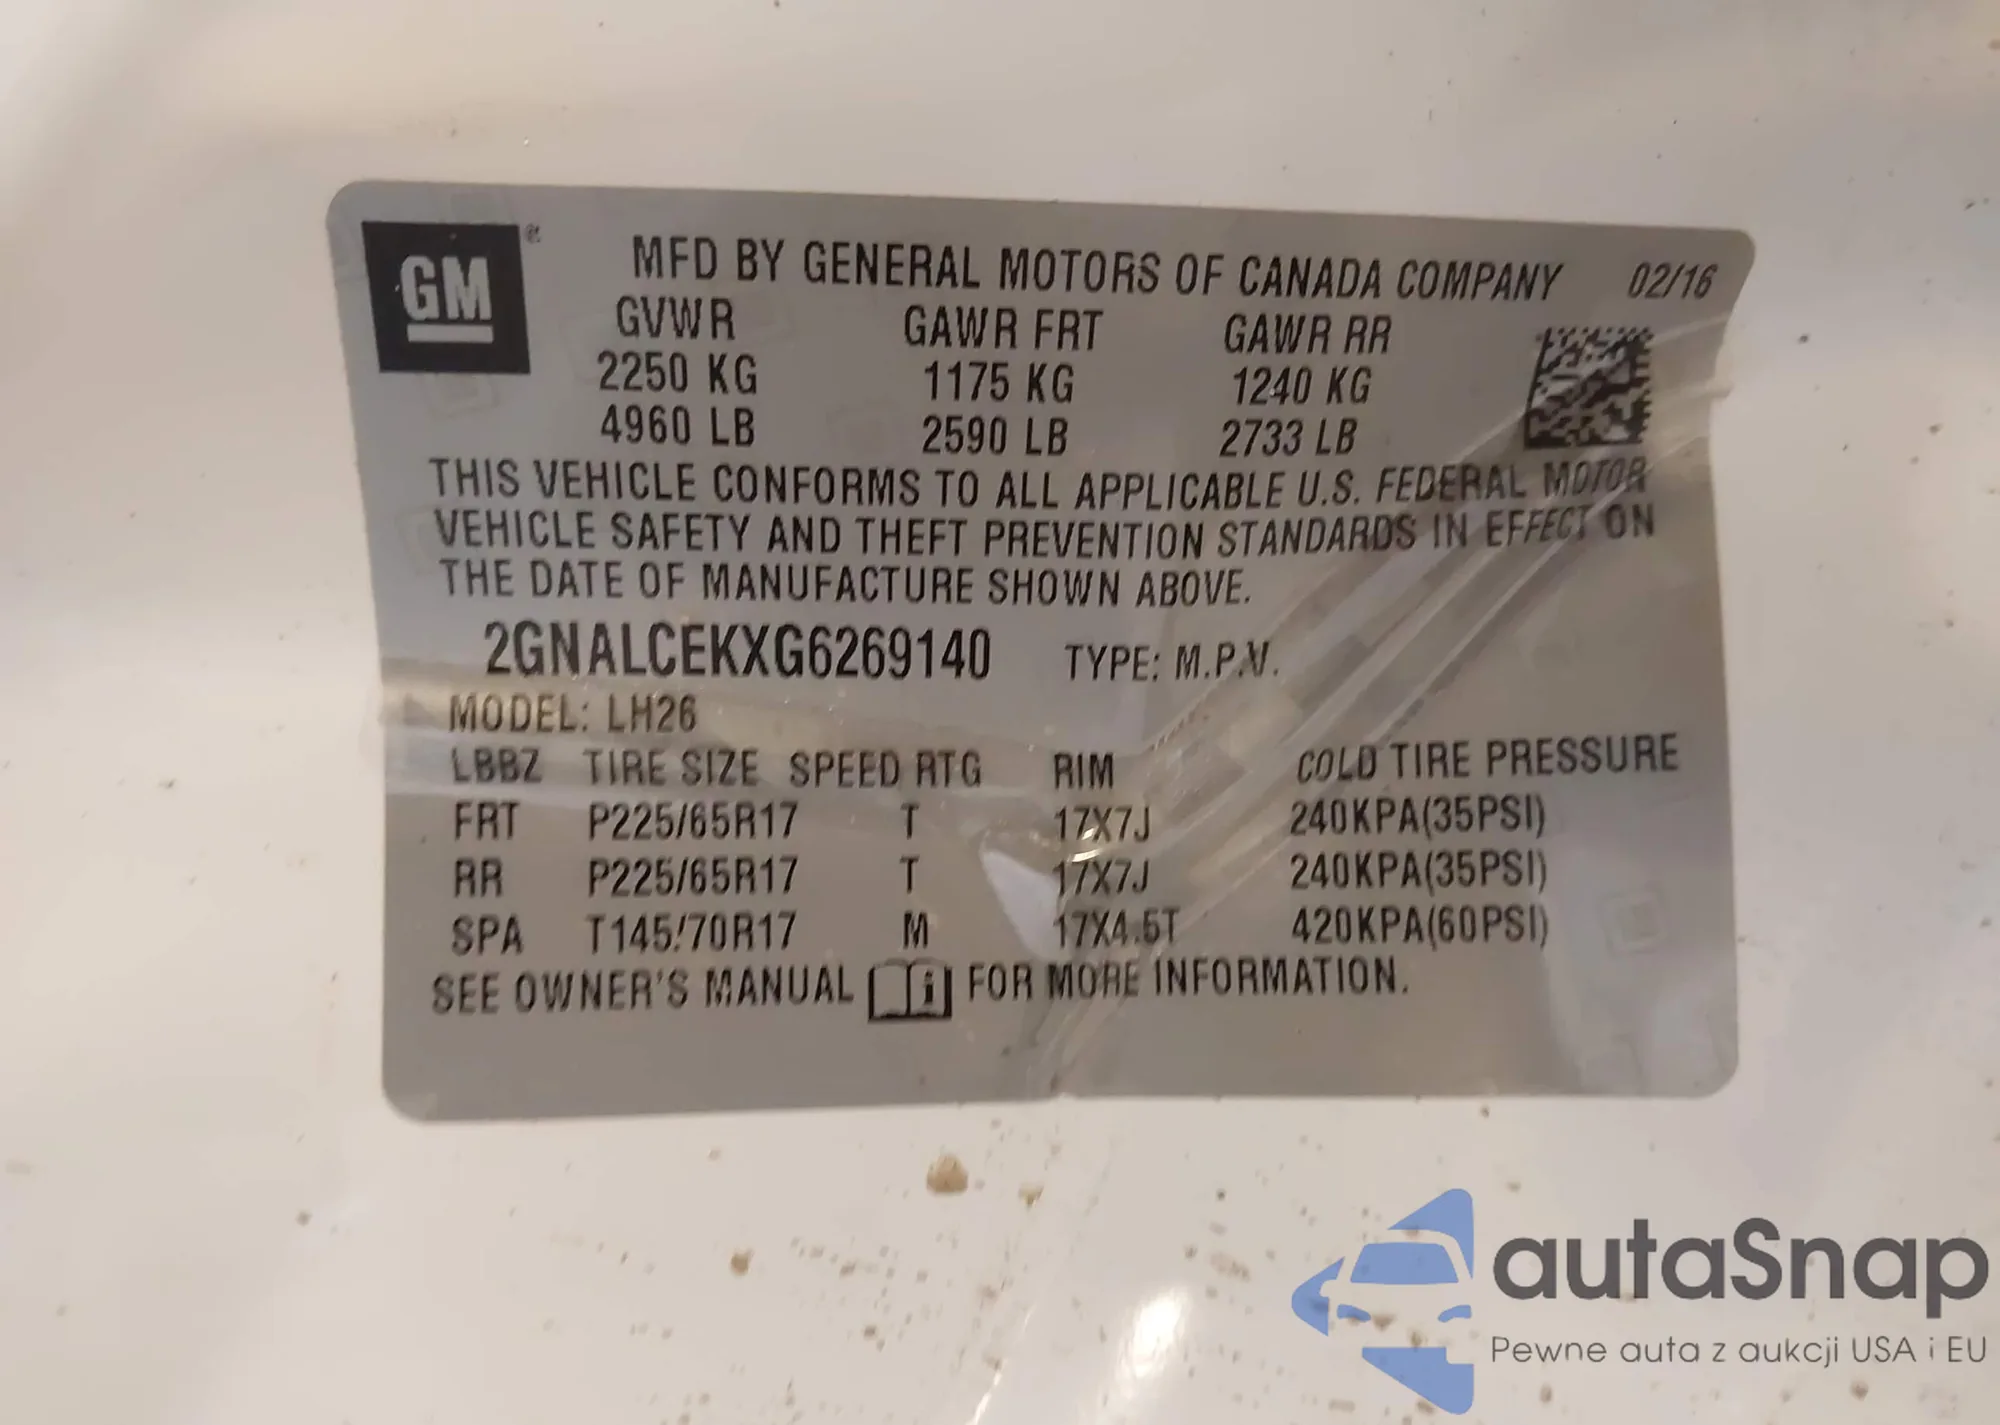 GM ®
MFD BY GENERAL MOTORS OF CANADA COMPANY 02/16
GVWR GAWR FRT GAWR RR
2250 KG 1175 KG 1240 KG
4960 LB 2590 LB 2733 LB
THIS VEHICLE CONFORMS TO ALL APPLICABLE U.S. FEDERAL MOTOR
VEHICLE SAFETY AND THEFT PREVENTION STANDARDS IN EFFECT ON
THE DATE OF MANUFACTURE SHOWN ABOVE.
2GNALCEKXG6269140 TYPE: M.P.V.
MODEL: LH26
LBBZ TIRE SIZE SPEED RTG RIM COLD TIRE PRESSURE
FRT P225/65R17 T 17X7J 240KPA(35PSI)
RR P225/65R17 T 17X7J 240KPA(35PSI)
SPA T145/70R17 M 17X4.5T 420KPA(60PSI)
SEE OWNER'S MANUAL FOR MORE INFORMATION.
autaSnap
Pewne auta z aukcji USA i EU